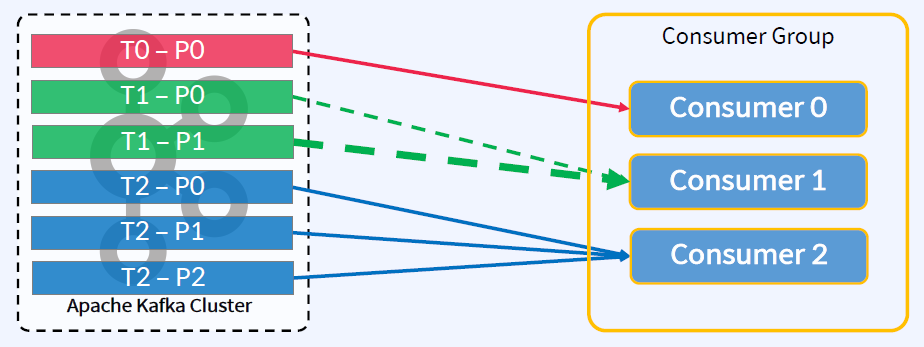 T0 – P0
T1 – P0
T1 – P1
T2 – P0
T2 – P1
T2 – P2
Apache Kafka Cluster
Consumer Group
Consumer 0
Consumer 1
Consumer 2